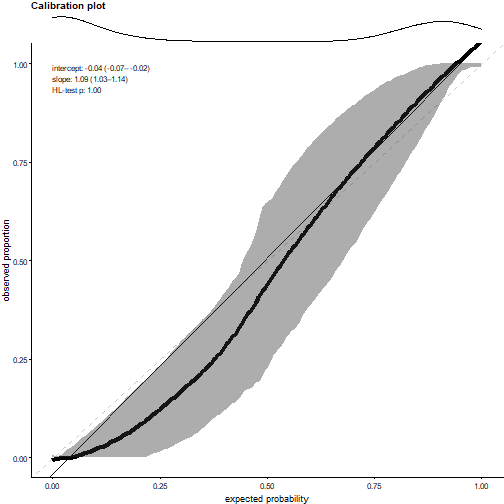 Calibration plot
intercept: -0.04 (-0.07–-0.02)
slope: 1.09 (1.03–1.14)
HL-test p: 1.00
1.00
0.75
0.50
0.25
0.00
observed proportion
0.00 0.25 0.50 0.75 1.00
expected probability